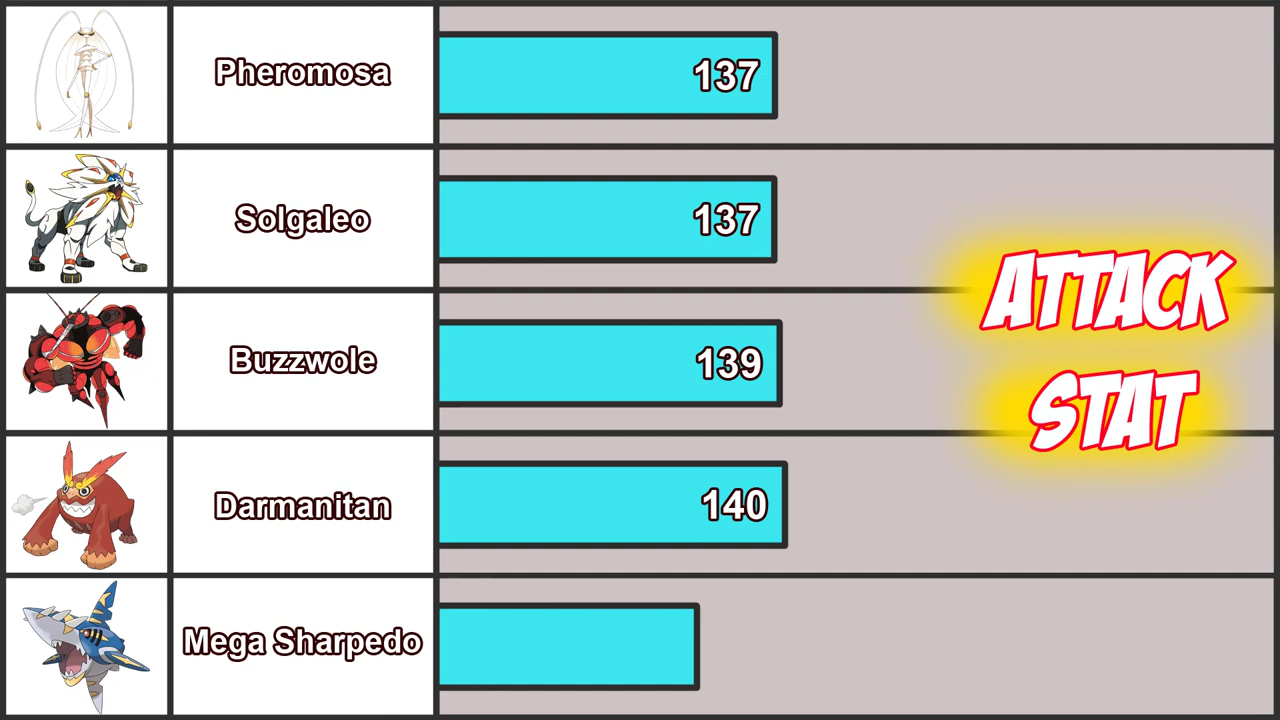 Pheromosa
137
Solgaleo
137
Buzzwole
139
Darmanitan
140
Mega Sharpedo
ATTACK
STAT